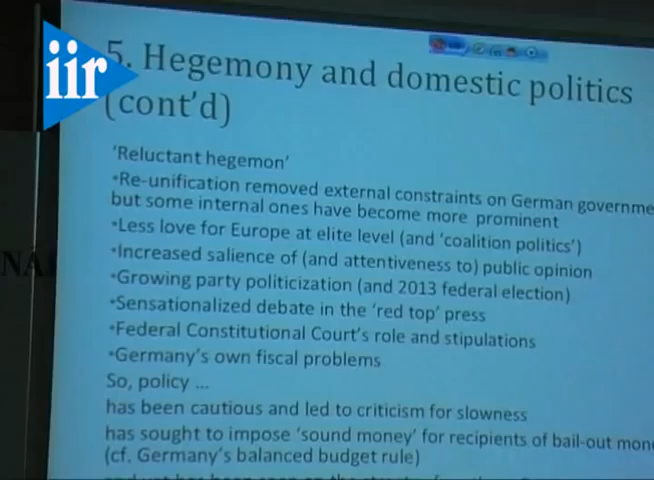 iir
5. Hegemony and domestic politics
(cont'd)
'Reluctant hegemon'
•Re-unification removed external constraints on German
but some internal ones have become more prominent
•Less love for Europe at elite level (and 'coalition politics')
•Increased salience of (and attentiveness to) public opinion
•Growing party politicization (and 2013 federal election)
•Sensationalized debate in the 'red top' press
•Federal Constitutional Court's role and stipulations
•Germany's own fiscal problems
So, policy ...
has been cautious and led to criticism for slowness
has sought to impose 'sound money' for recipients of bail-out
(cf. Germany's balanced budget rule)